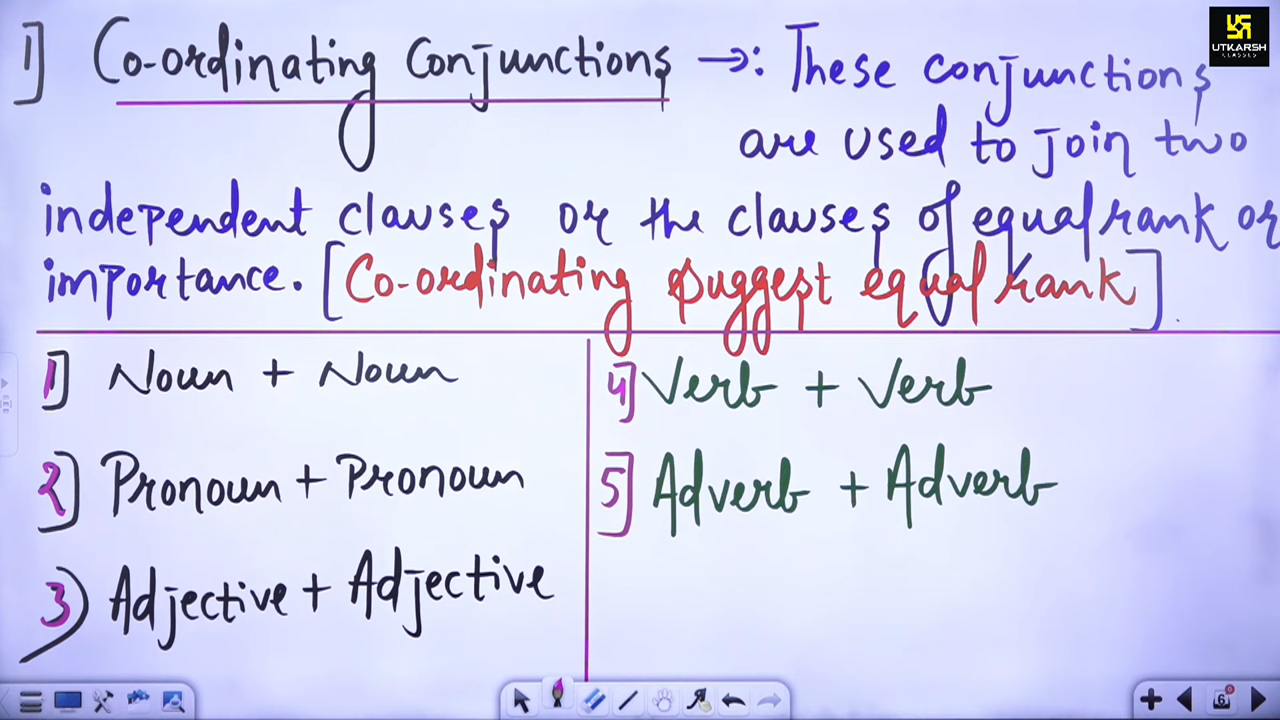 1] Co-ordinating Conjunctions →: These conjunctions
are used to join two
independent clauses or the clauses of equal rank or
importance. [Co-ordinating suggest equal rank].
1] Noun + Noun
2] Pronoun + Pronoun
3) Adjective + Adjective
4] Verb + Verb
5] Adverb + Adverb
UTKARSH
CLASSES
6